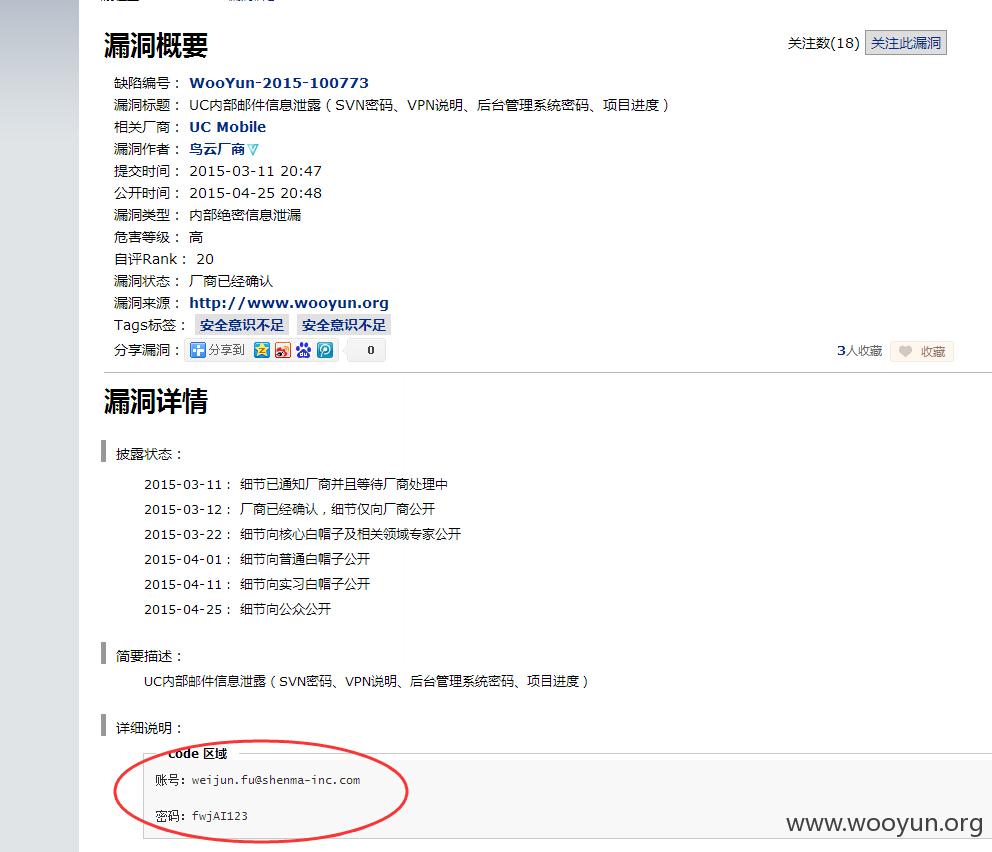 漏洞概要
关注数(18) 关注此漏洞
缺陷编号： WooYun-2015-100773
漏洞标题： UC内部邮件信息泄露（SVN密码、VPN说明、后台管理系统密码、项目进度）
相关厂商： UC Mobile
漏洞作者： 鸟云厂商
提交时间： 2015-03-11 20:47
公开时间： 2015-04-25 20:48
漏洞类型： 内部绝密信息泄漏
危害等级： 高
自评Rank： 20
漏洞状态： 厂商已经确认
漏洞来源： http://www.wooyun.org
Tags标签： 安全意识不足 安全意识不足
分享漏洞： 分享到 0
3人收藏 收藏
漏洞详情
披露状态：
2015-03-11： 细节已通知厂商并且等待厂商处理中
2015-03-12： 厂商已经确认，细节仅向厂商公开
2015-03-22： 细节向核心白帽子及相关领域专家公开
2015-04-01： 细节向普通白帽子公开
2015-04-11： 细节向实习白帽子公开
2015-04-25： 细节向公众公开
简要描述：
UC内部邮件信息泄露（SVN密码、VPN说明、后台管理系统密码、项目进度）
详细说明：
code 区域
账号：weijun.fu@shenma-inc.com
密码：fwjAI123
www.wooyun.org